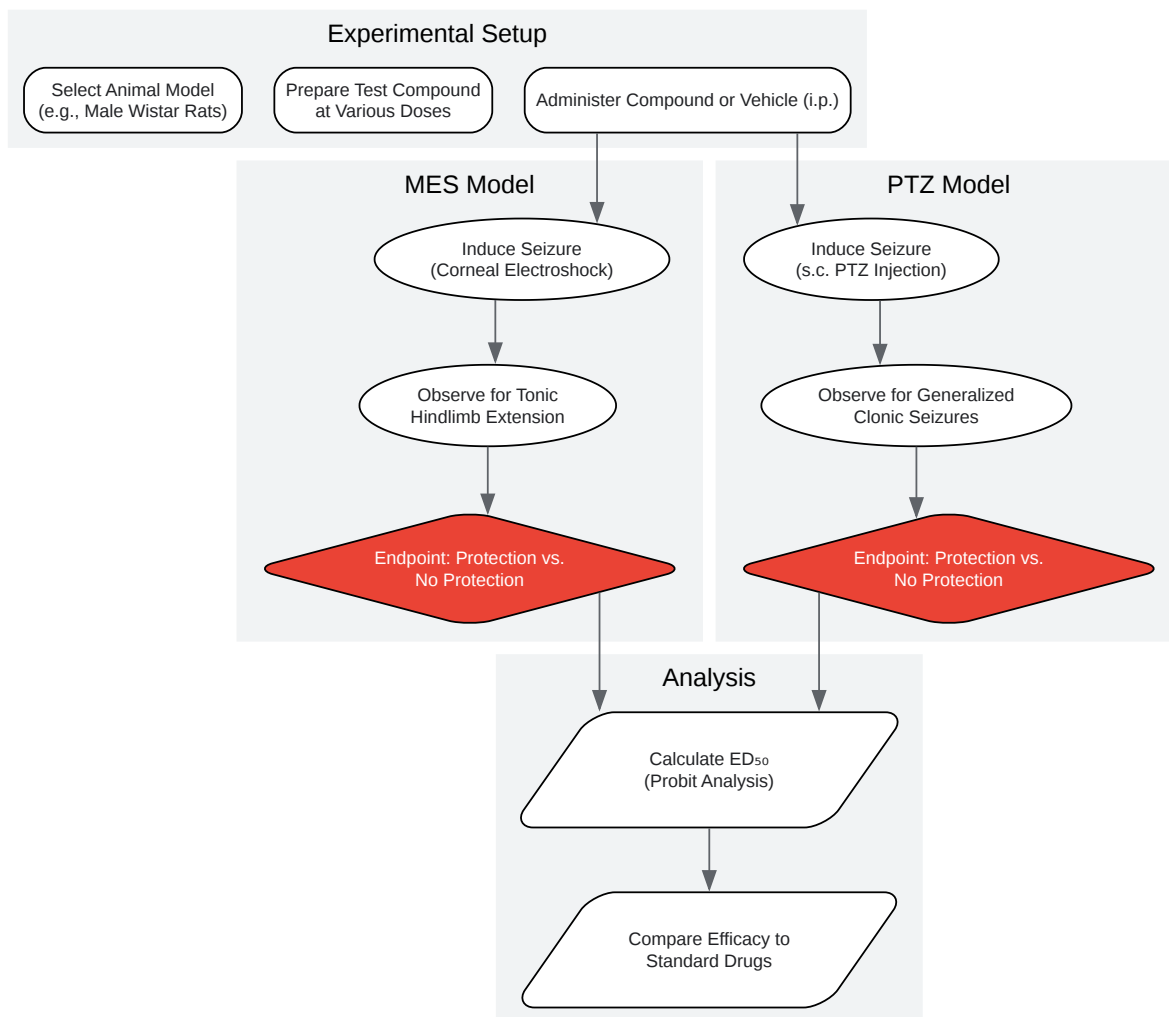 Experimental Setup
Select Animal Model
(e.g., Male Wistar Rats)
Prepare Test Compound
at Various Doses
Administer Compound or Vehicle (i.p.)
MES Model
Induce Seizure
(Corneal Electroshock)
Observe for Tonic
Hindlimb Extension
Endpoint: Protection vs.
No Protection
PTZ Model
Induce Seizure
(s.c. PTZ Injection)
Observe for Generalized
Clonic Seizures
Endpoint: Protection vs.
No Protection
Analysis
Calculate ED₅₀
(Probit Analysis)
Compare Efficacy to
Standard Drugs